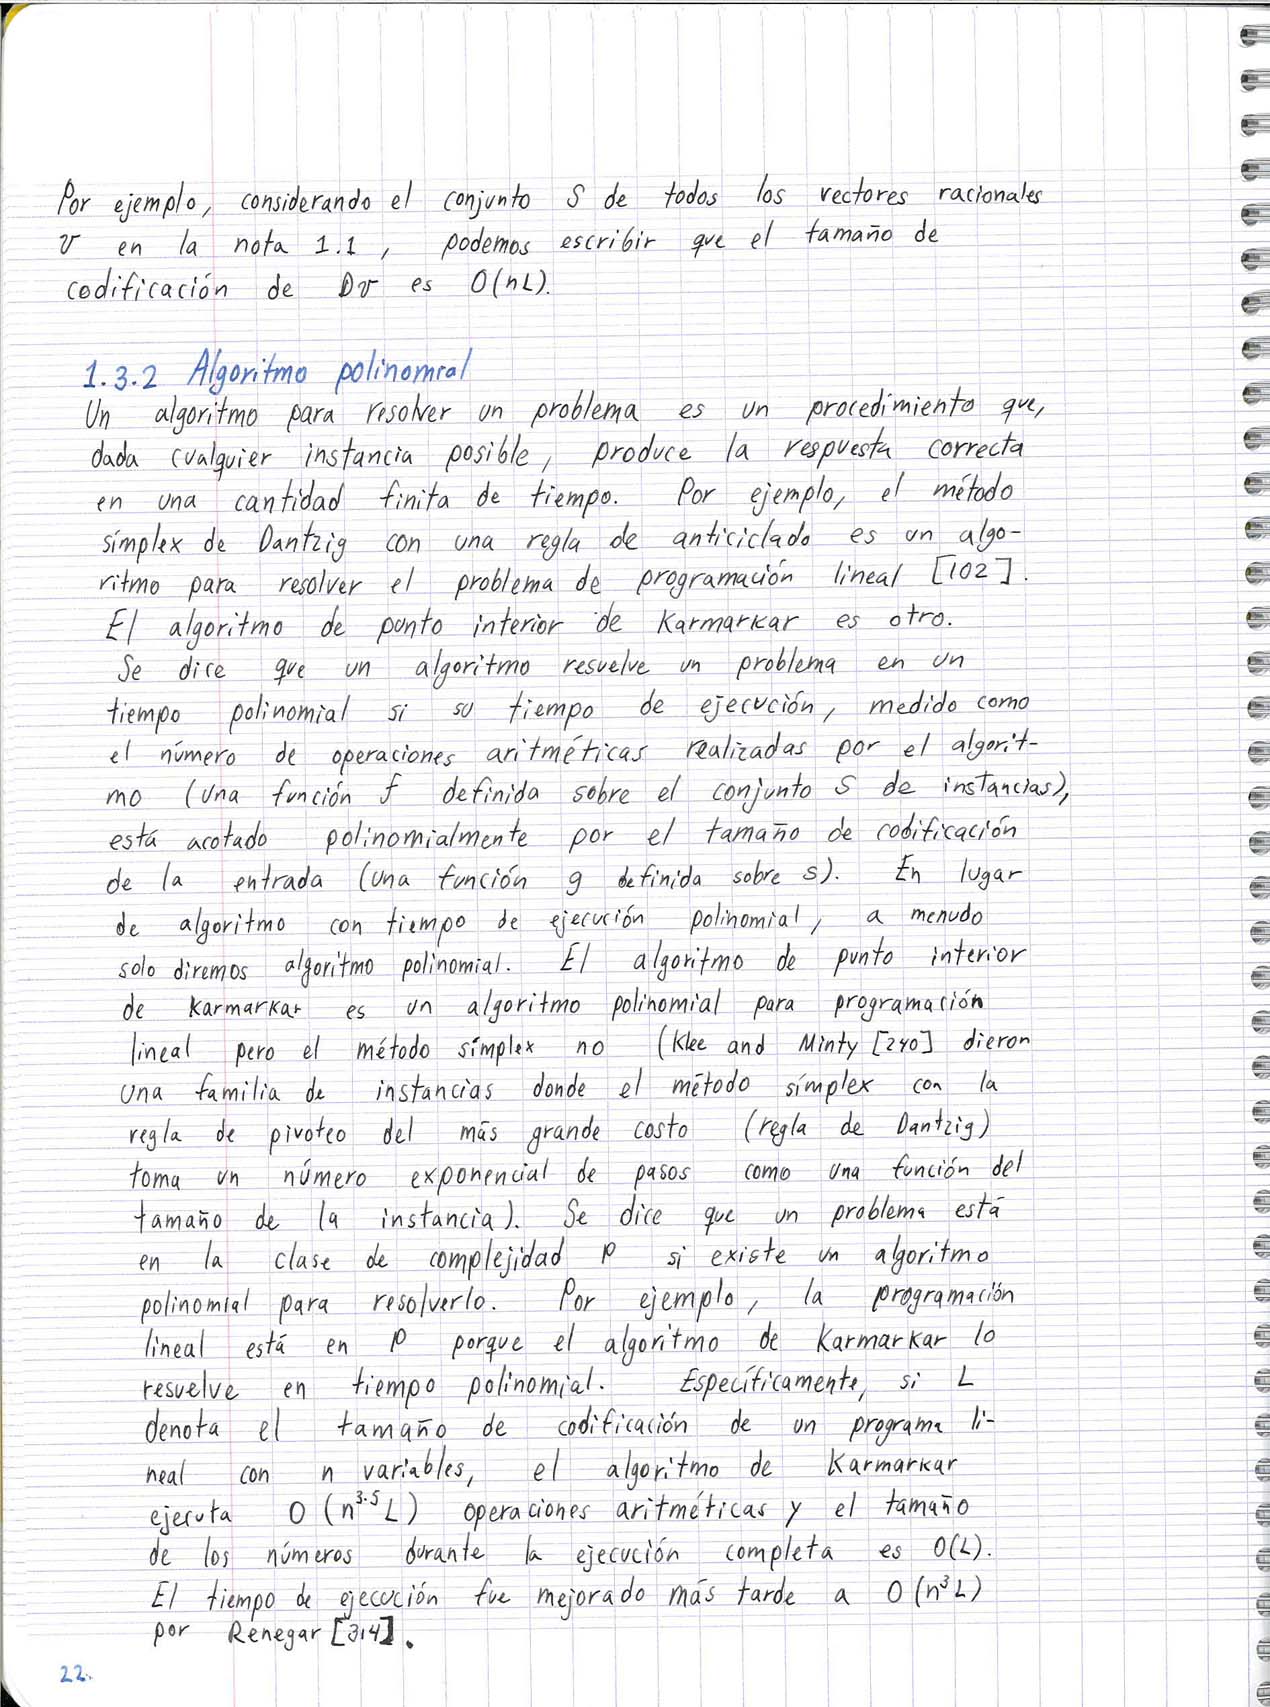 Por ejemplo, considerando el conjunto S de todos los vectores racionales
v en la nota 1.1, podemos escribir que el tamaño de
codificación de Dv es O(nL).
1.3.2 Algoritmo polinomial
Un algoritmo para resolver un problema es un procedimiento que,
dada cualquier instancia posible, produce la respuesta correcta
en una cantidad finita de tiempo. Por ejemplo, el método
símplex de Dantzig con una regla de anticiclado es un algo-
ritmo para resolver el problema de programación lineal [102].
El algoritmo de punto interior de Karmarkar es otro.
Se dice que un algoritmo resuelve un problema en un
tiempo polinomial si su tiempo de ejecución, medido como
el número de operaciones aritméticas realizadas por el algorit-
mo (una función f definida sobre el conjunto S de instancias),
está acotado polinomialmente por el tamaño de codificación
de la entrada (una función g definida sobre S). En lugar
de algoritmo con tiempo de ejecución polinomial, a menudo
solo diremos algoritmo polinomial. El algoritmo de punto interior
de Karmarkar es un algoritmo polinomial para programación
lineal pero el método símplex no (Klee and Minty [240] dieron
una familia de instancias donde el método símplex con la
regla de pivoteo del más grande costo (regla de Dantzig)
toma un número exponencial de pasos como una función del
tamaño de la instancia). Se dice que un problema está
en la clase de complejidad P si existe un algoritmo
polinomial para resolverlo. Por ejemplo, la programación
lineal está en P porque el algoritmo de Karmarkar lo
resuelve en tiempo polinomial. Específicamente, si L
denota el tamaño de codificación de un programa li-
neal con n variables, el algoritmo de Karmarkar
ejecuta O(n^3.5 L) operaciones aritméticas y el tamaño
de los números durante la ejecución completa es O(L).
El tiempo de ejecución fue mejorado más tarde a O(n³L)
por Renegar [314].
22.